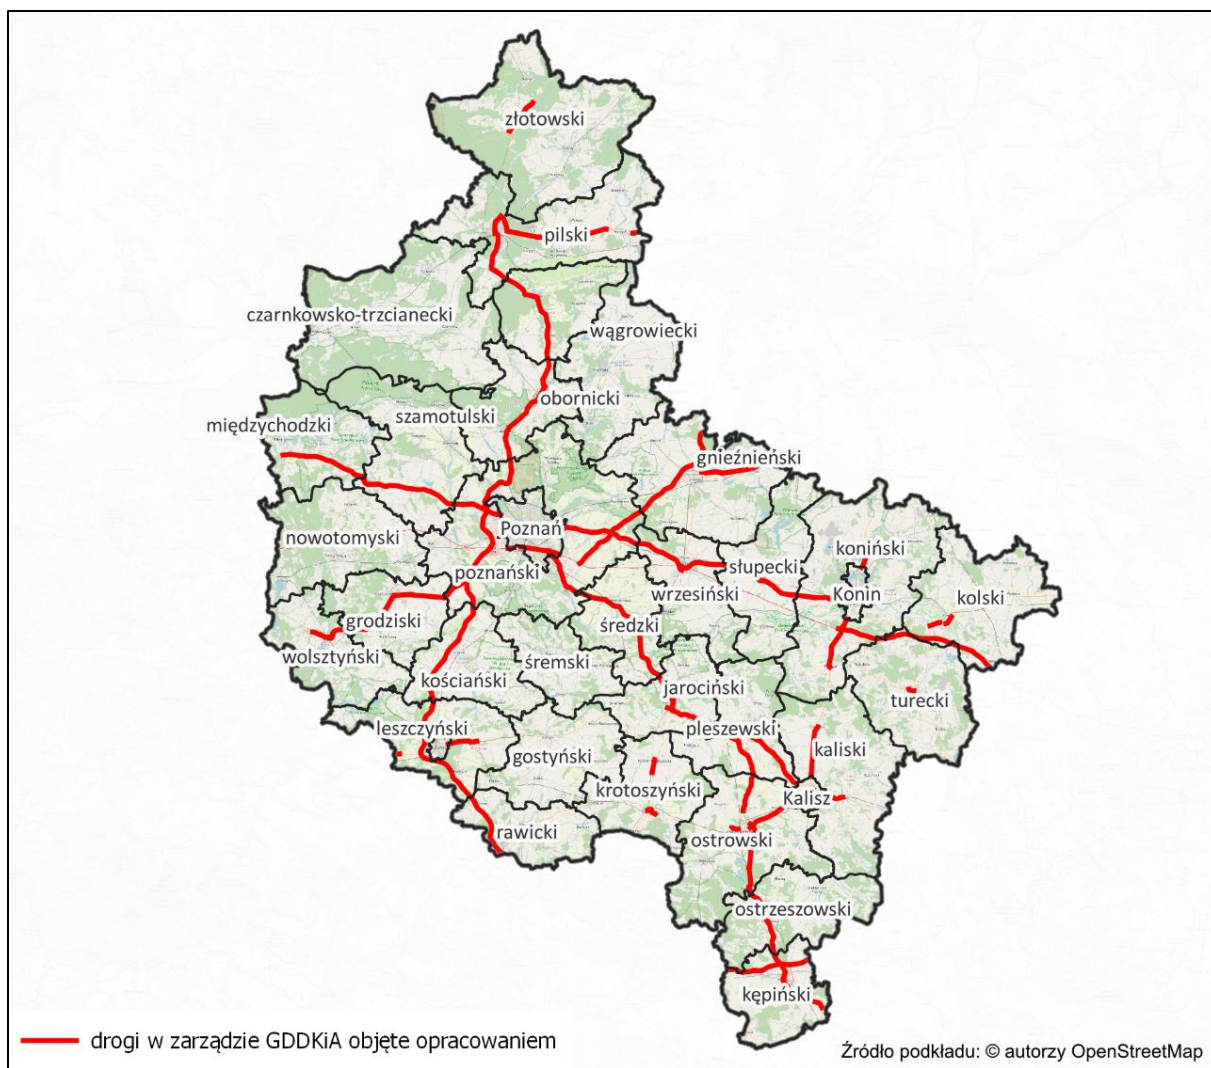 złotowski
pilski
czarnkowsko-trzcianecki
wągrowiecki
obornicki
szamotulski
międzychodzki
gnieźnieński
Poznań
nowotomyski
koniński
słupecki
poznański
wrzesiński
Konin
kolski
grodziski
średzki
wolsztyński
śremski
kościański
jarociński
turecki
leszczyński
pleszewski
kaliski
gostyński
krotoszyński
Kalisz
rawicki
ostrowski
ostrzeszowski
kępiński
drogi w zarządzie GDDKiA objęte opracowaniem
Źródło podkładu: © autorzy OpenStreetMap